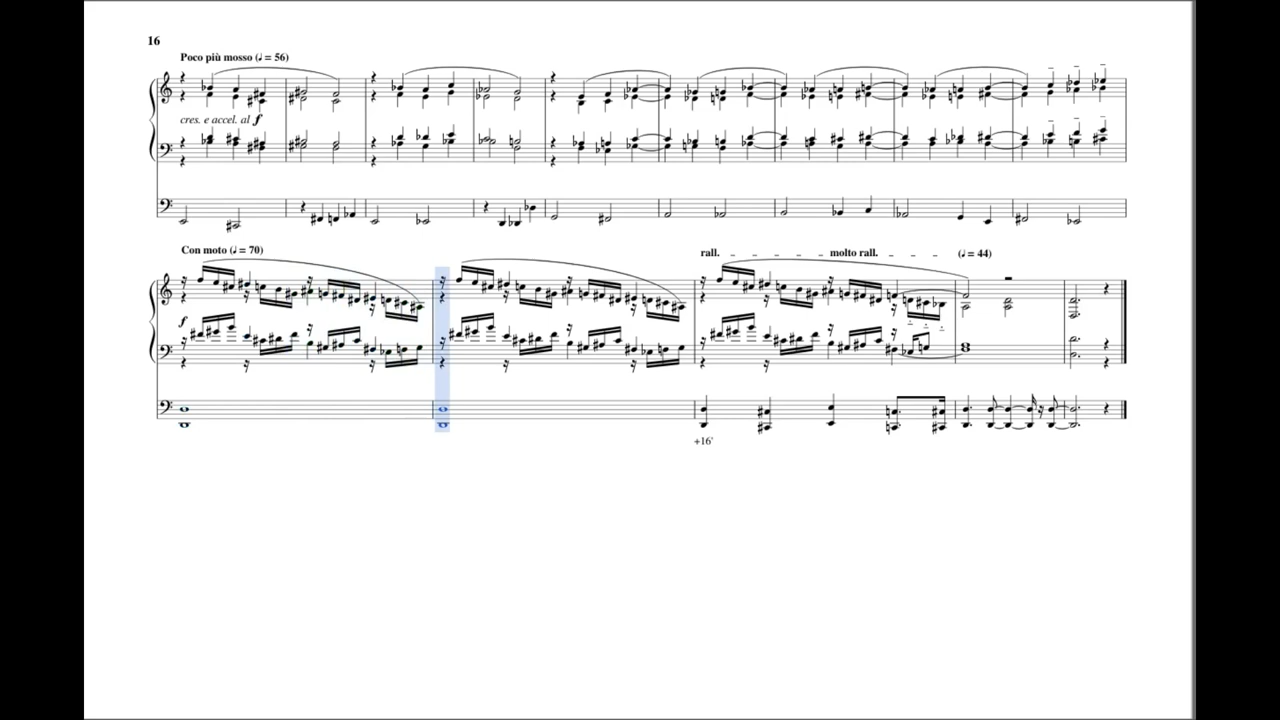 16
Poco più mosso (♩ = 56)
cres. e accel. al f
Con moto (♩ = 70)
rall. molto rall. (♩ = 44)
f
+16'